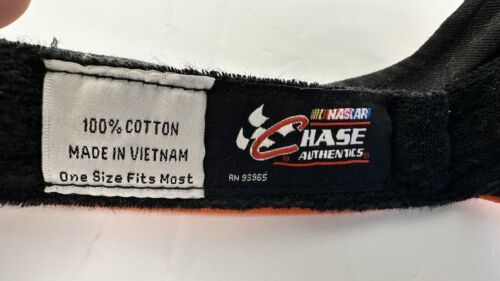 100% COTTON
MADE IN VIETNAM
One Size Fits Most
NASCAR
CHASE
AUTHENTICS
RN 93965